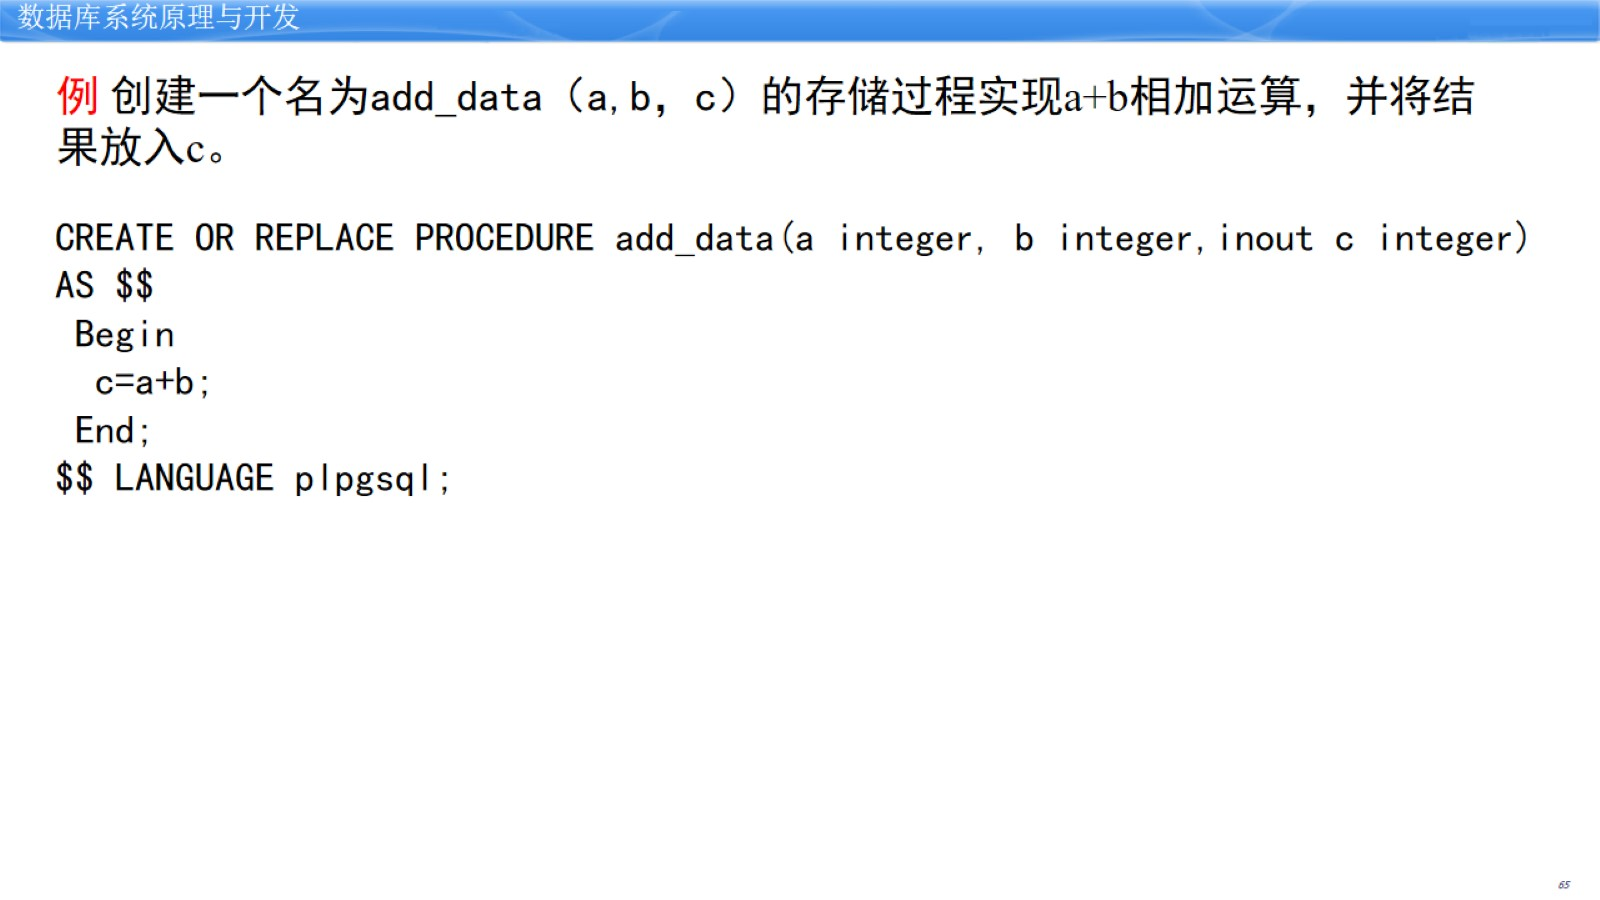 数据库系统原理与开发
例 创建一个名为add_data（a,b，c）的存储过程实现a+b相加运算，并将结
果放入c。
CREATE OR REPLACE PROCEDURE add_data(a integer, b integer,inout c integer)
AS $$
Begin
c=a+b;
End;
$$ LANGUAGE plpgsql;
65